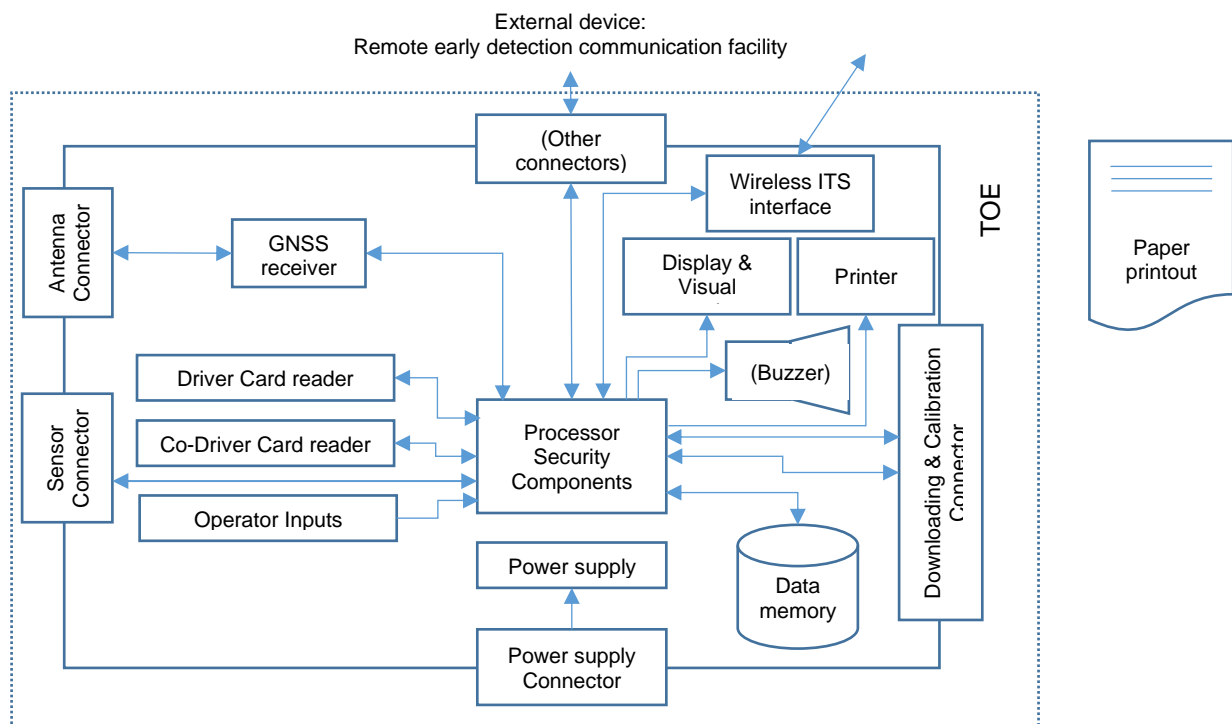 External device:
Remote early detection communication facility
(Other
connectors)
Wireless ITS
interface
TOE
Antenna
Connector
GNSS
receiver
Display &
Visual
Printer
Paper
printout
Driver Card reader
(Buzzer)
Sensor
Connector
Co-Driver Card reader
Processor
Security
Components
Downloading & Calibration
Connector
Operator Inputs
Power supply
Data
memory
Power supply
Connector